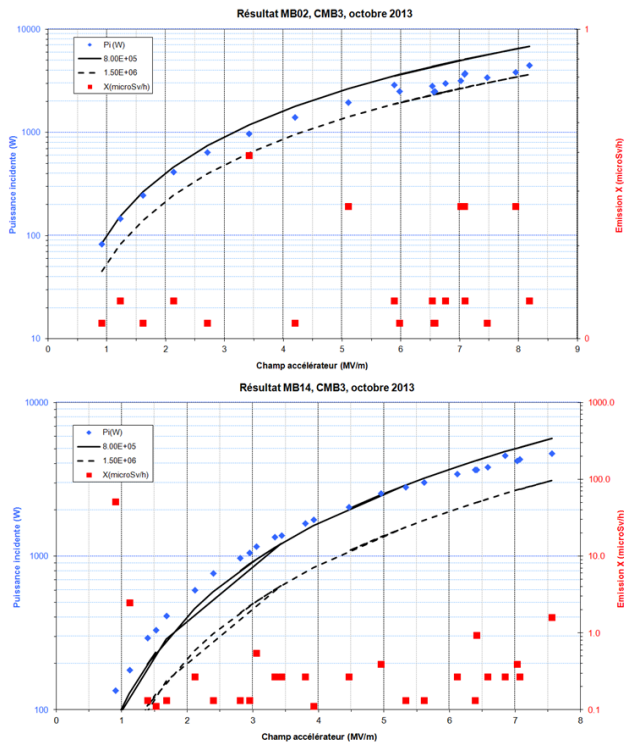 Résultat MB02, CMB3, octobre 2013
10000
1000
100
10
1
0
Puissance incidente (W)
Emission X (microSv/h)
Pi (W)
8.00E+05
1.50E+06
X(microSv/h)
0 1 2 3 4 5 6 7 8 9
Champ accélérateur (MV/m)
Résultat MB14, CMB3, octobre 2013
10000
1000
100
1000.0
100.0
10.0
1.0
0.1
Puissance incidente (W)
Emission X (microSv/h)
Pi(W)
8.00E+05
1.50E+06
X(microSv/h)
0 1 2 3 4 5 6 7 8
Champ accélérateur (MV/m)